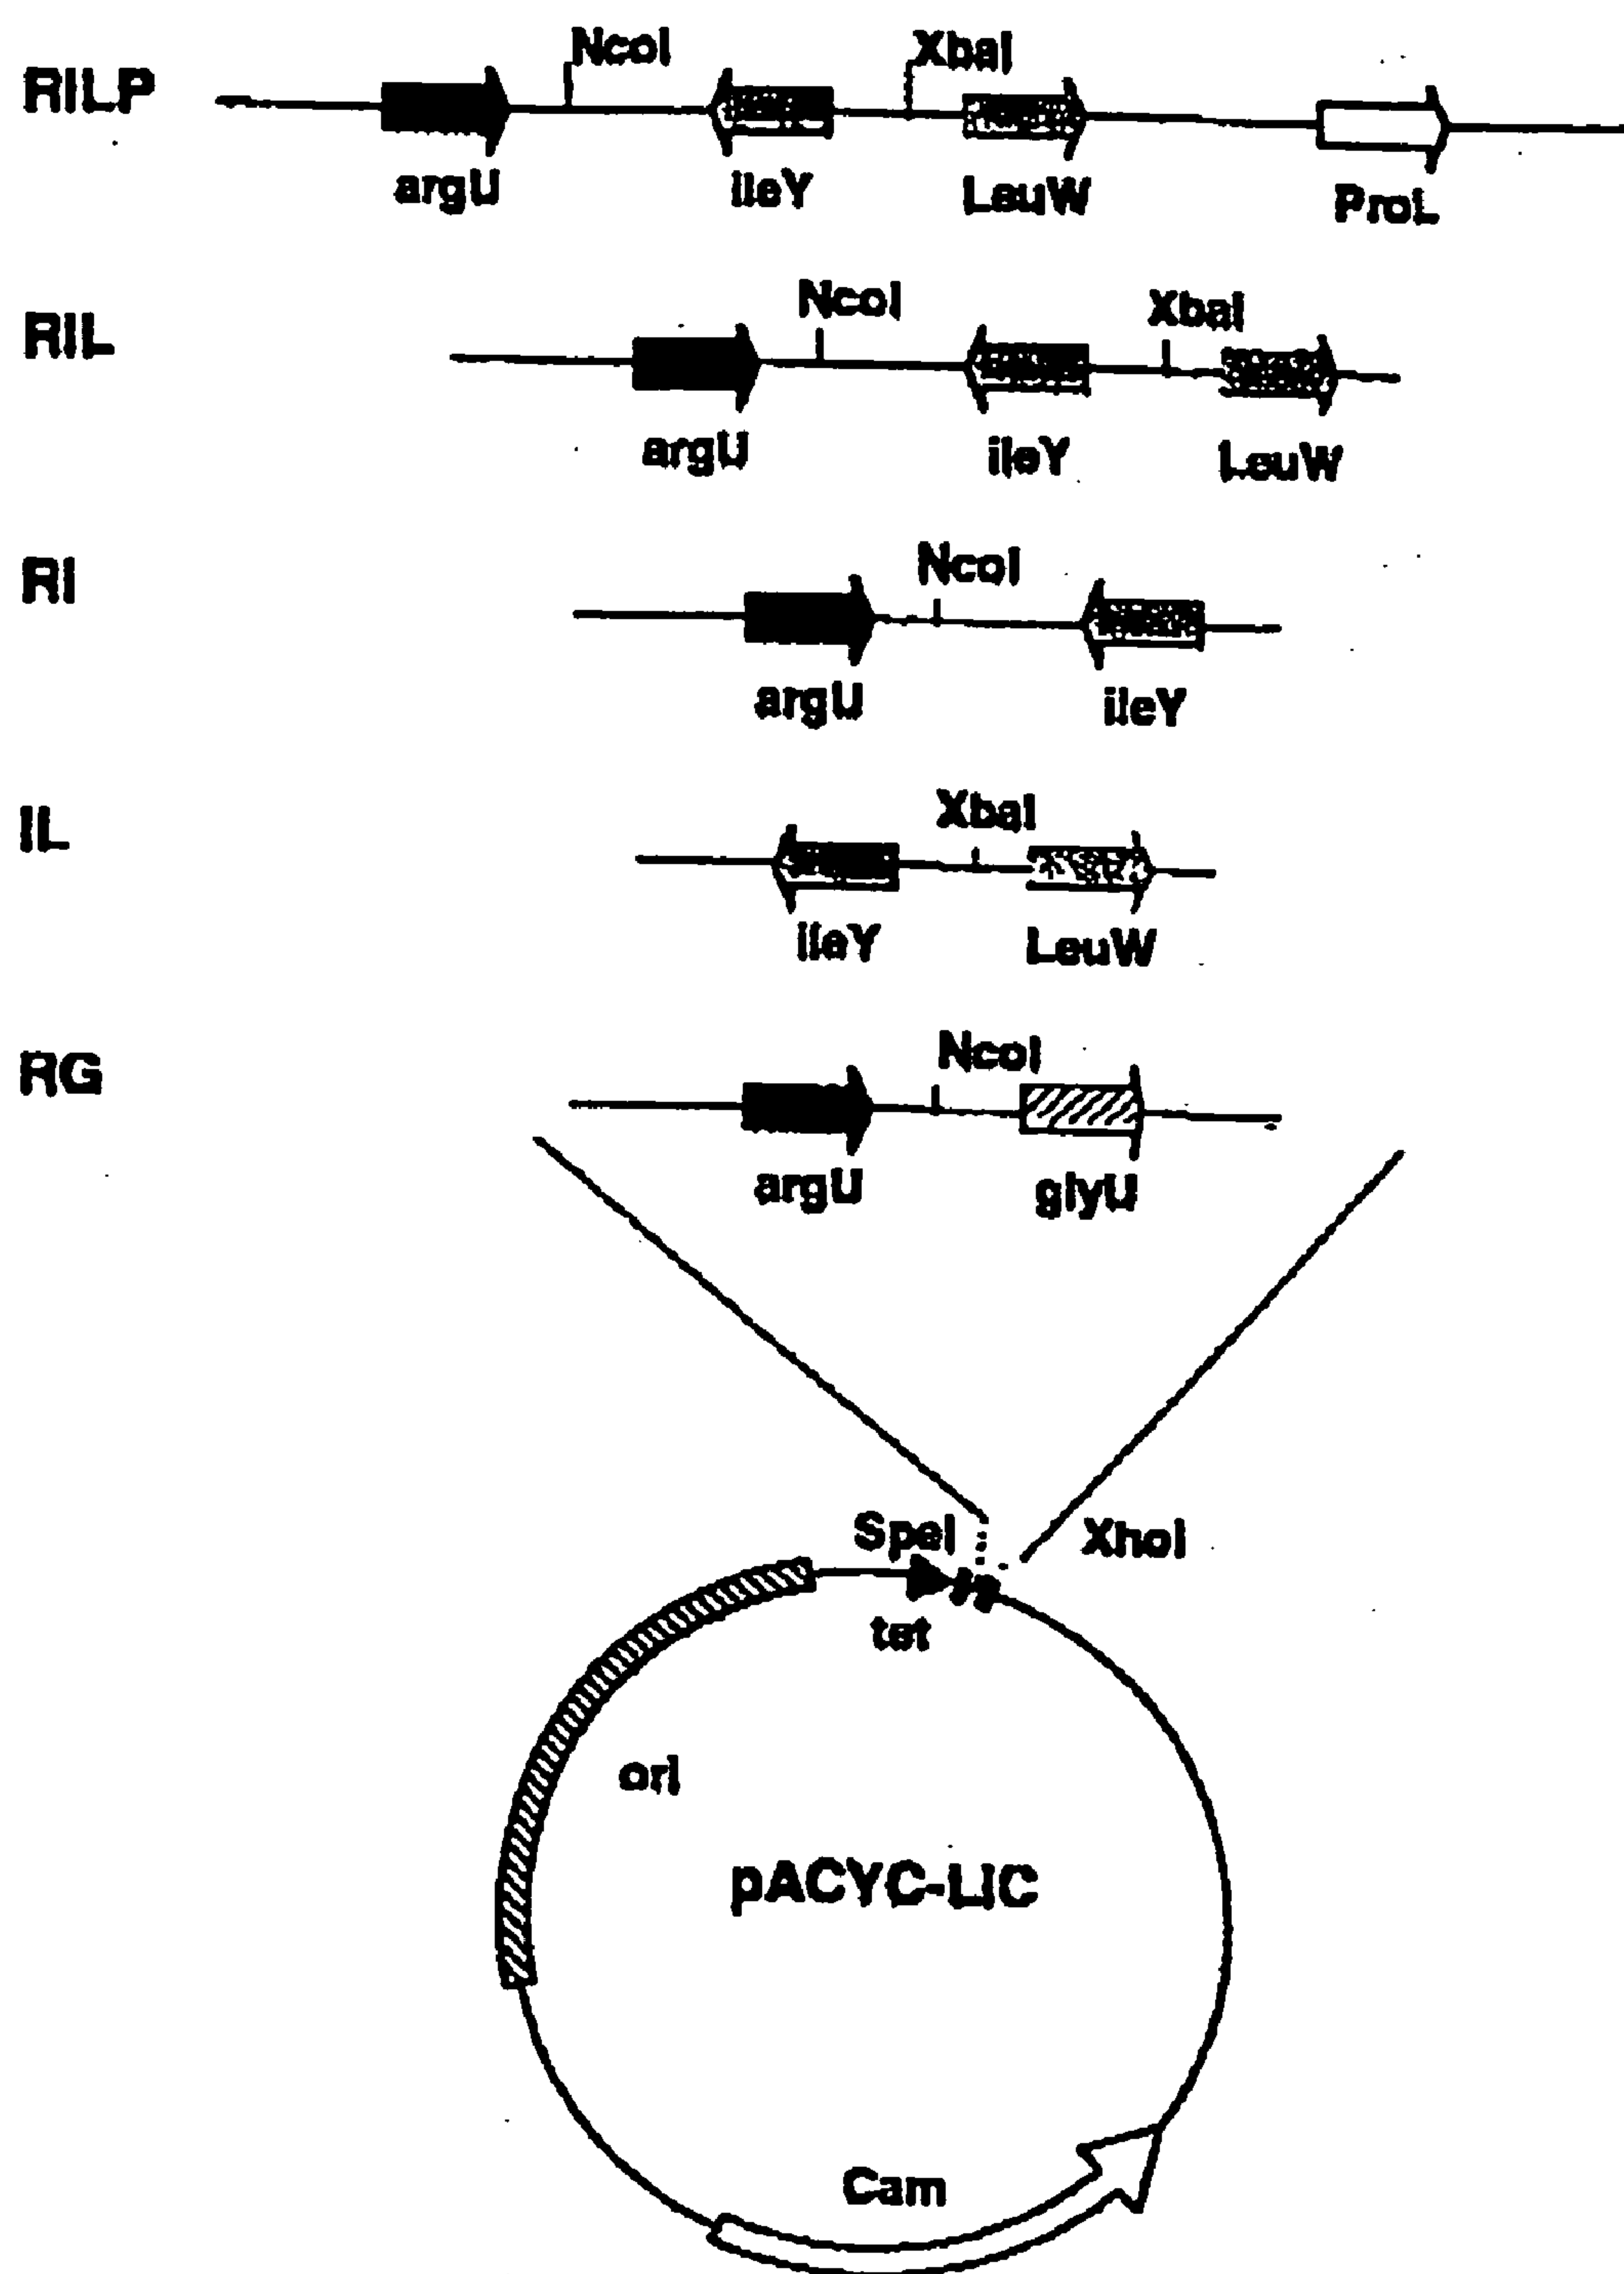 RILP
NcoI
XbaI
argU
ileY
LeuW
ProL
RIL
NcoI
XbaI
argU
ileY
LeuW
RI
NcoI
argU
ileY
IL
XbaI
ileY
LeuW
RG
NcoI
argU
glyU
SpeI
XhoI
tet
ori
pACYC-LIC
Cam